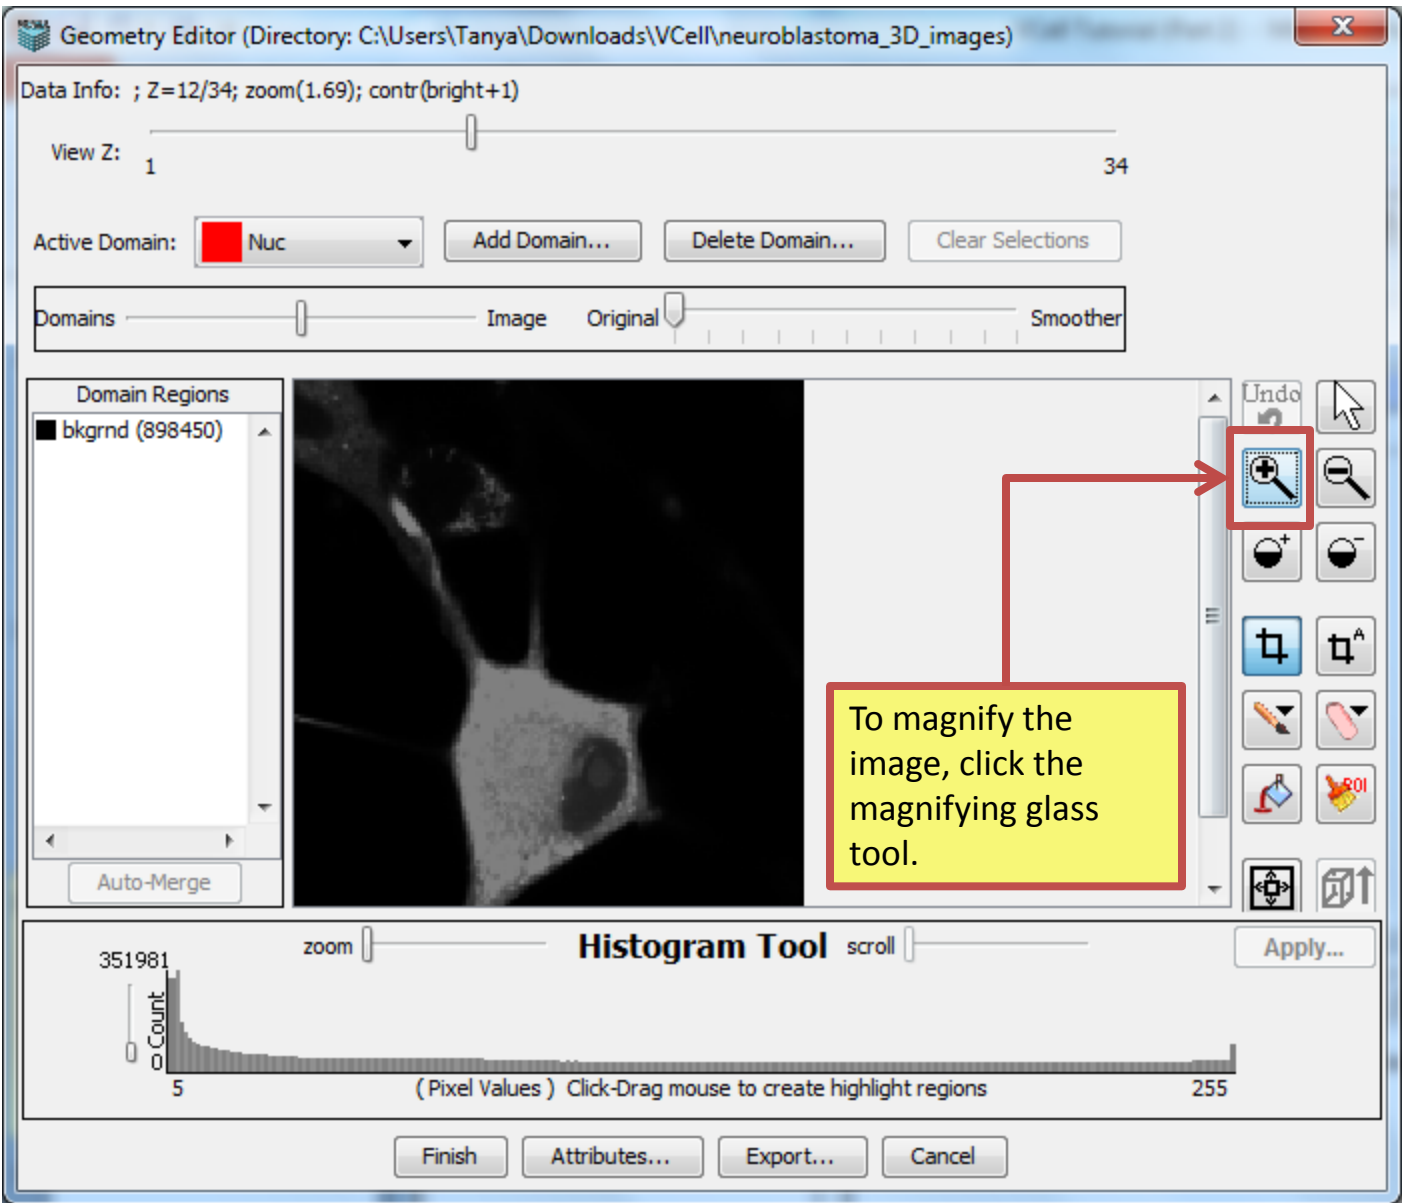 Geometry Editor (Directory: C:\Users\Tanya\Downloads\VCell\neuroblastoma_3D_images)
Data Info: ; Z=12/34; zoom(1.69); contr(bright+1)
View Z:
1
34
Active Domain:
Nuc
Add Domain...
Delete Domain...
Clear Selections
Domains
Image
Original
Smoother
Domain Regions
bkgrnd (898450)
Auto-Merge
Undo
A
ROI
To magnify the
image, click the
magnifying glass
tool.
zoom
Histogram Tool
scroll
Apply...
351981
0 Count
5
( Pixel Values ) Click-Drag mouse to create highlight regions
255
Finish
Attributes...
Export...
Cancel